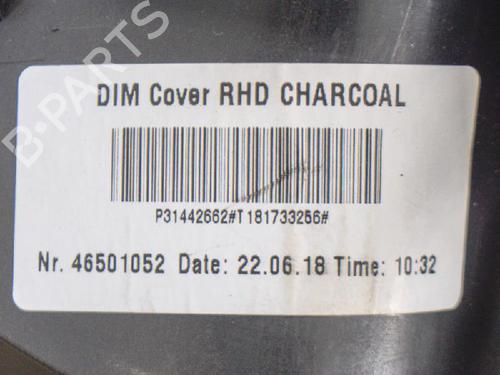 B-PARTS
DIM Cover RHD CHARCOAL
P31442662#T181733256#
Nr. 46501052 Date: 22.06.18 Time: 10:32